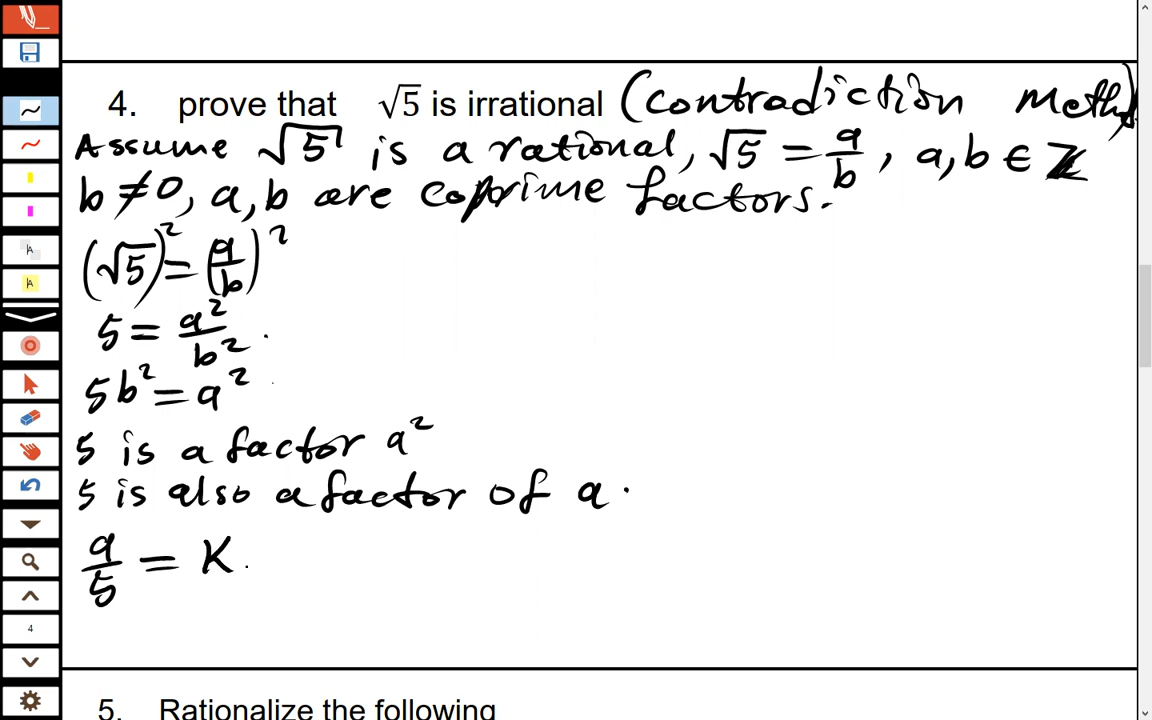 4. prove that √5 is irrational (contradiction Meth
Assume √5 is a rational, √5 = a/b, a, b ∈ Z
b ≠ 0, a, b are coprime factors.
(√5)² = (a/b)²
5 = a²/b².
5b² = a²
5 is a factor a²
5 is also a factor of a.
a/5 = K.
4
5. Rationalize the following